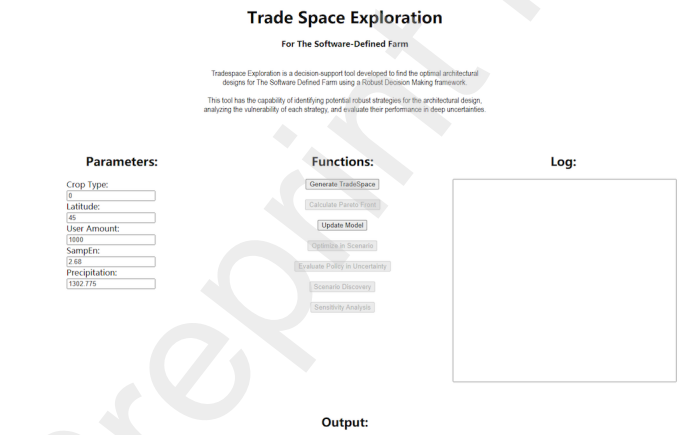 Trade Space Exploration
For The Software-Defined Farm
Tradespace Exploration is a decision-support tool developed to find the optimal architectural
designs for The Software Defined Farm using a Robust Decision Making framework.
This tool has the capability of identifying potential robust strategies for the architectural design,
analyzing the vulnerability of each strategy, and evaluate their performance in deep uncertainties.
Parameters:
Crop Type:
0
Latitude:
45
User Amount:
1000
SampEn:
2.68
Precipitation:
1302.775
Functions:
Generate TradeSpace
Calculate Pareto Front
Update Model
Optimize in Scenario
Evaluate Policy in Uncertainty
Scenario Discovery
Sensitivity Analysis
Log:
Output:
reprint